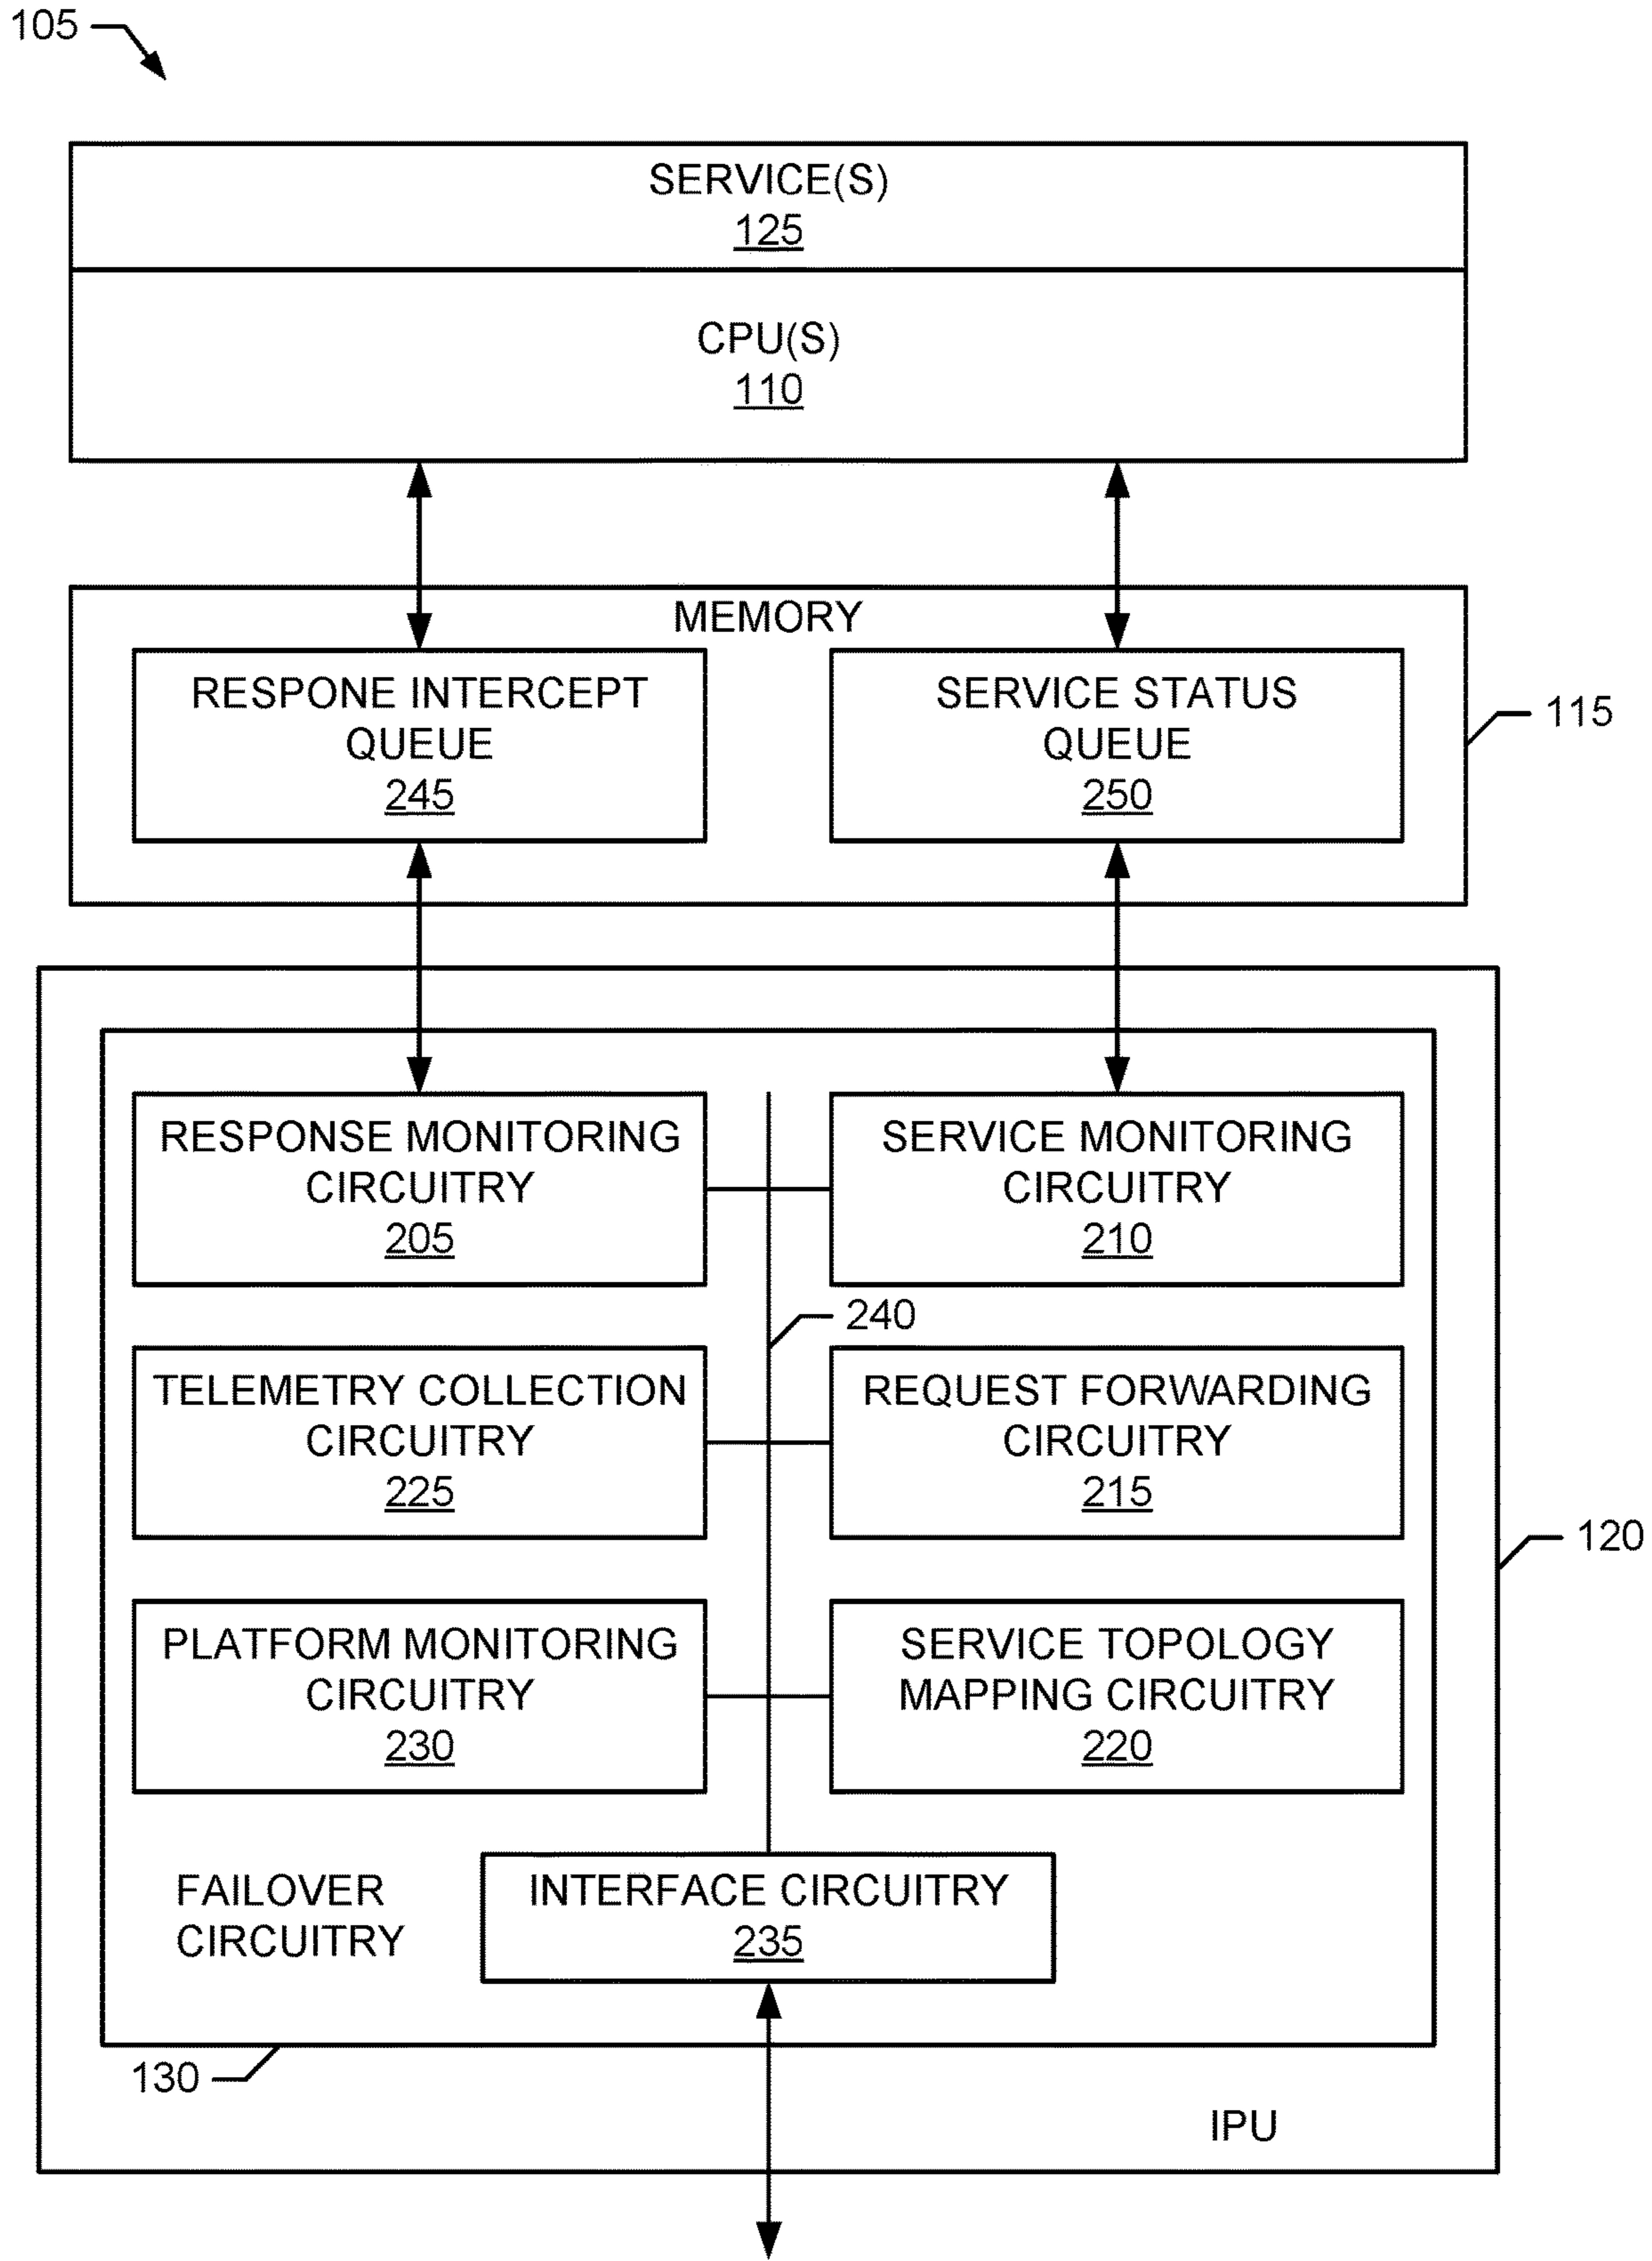 105
SERVICE(S)
125
CPU(S)
110
MEMORY
RESPONE INTERCEPT
QUEUE
245
SERVICE STATUS
QUEUE
250
115
RESPONSE MONITORING
CIRCUITRY
205
SERVICE MONITORING
CIRCUITRY
210
240
TELEMETRY COLLECTION
CIRCUITRY
225
REQUEST FORWARDING
CIRCUITRY
215
120
PLATFORM MONITORING
CIRCUITRY
230
SERVICE TOPOLOGY
MAPPING CIRCUITRY
220
FAILOVER
CIRCUITRY
INTERFACE CIRCUITRY
235
130
IPU